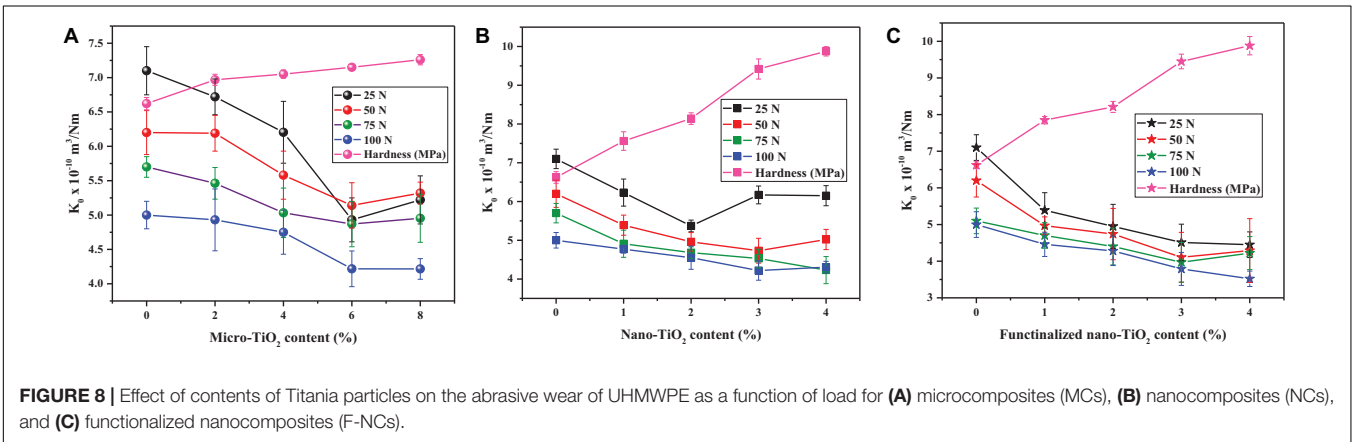 A
K₀ x 10⁻¹⁰ m³/Nm
7.5
7.0
6.5
6.0
5.5
5.0
4.5
4.0
25 N
50 N
75 N
100 N
Hardness (MPa)
0 2 4 6 8
Micro-TiO₂ content (%)
B
K₀ x 10⁻¹⁰ m³/Nm
10
9
8
7
6
5
4
25 N
50 N
75 N
100 N
Hardness (MPa)
0 1 2 3 4
Nano-TiO₂ content (%)
C
K₀ x 10⁻¹⁰ m³/Nm
10
9
8
7
6
5
4
3
25 N
50 N
75 N
100 N
Hardness (MPa)
0 1 2 3 4
Functinalized nano-TiO₂ content (%)
FIGURE 8 | Effect of contents of Titania particles on the abrasive wear of UHMWPE as a function of load for (A) microcomposites (MCs), (B) nanocomposites (NCs),
and (C) functionalized nanocomposites (F-NCs).